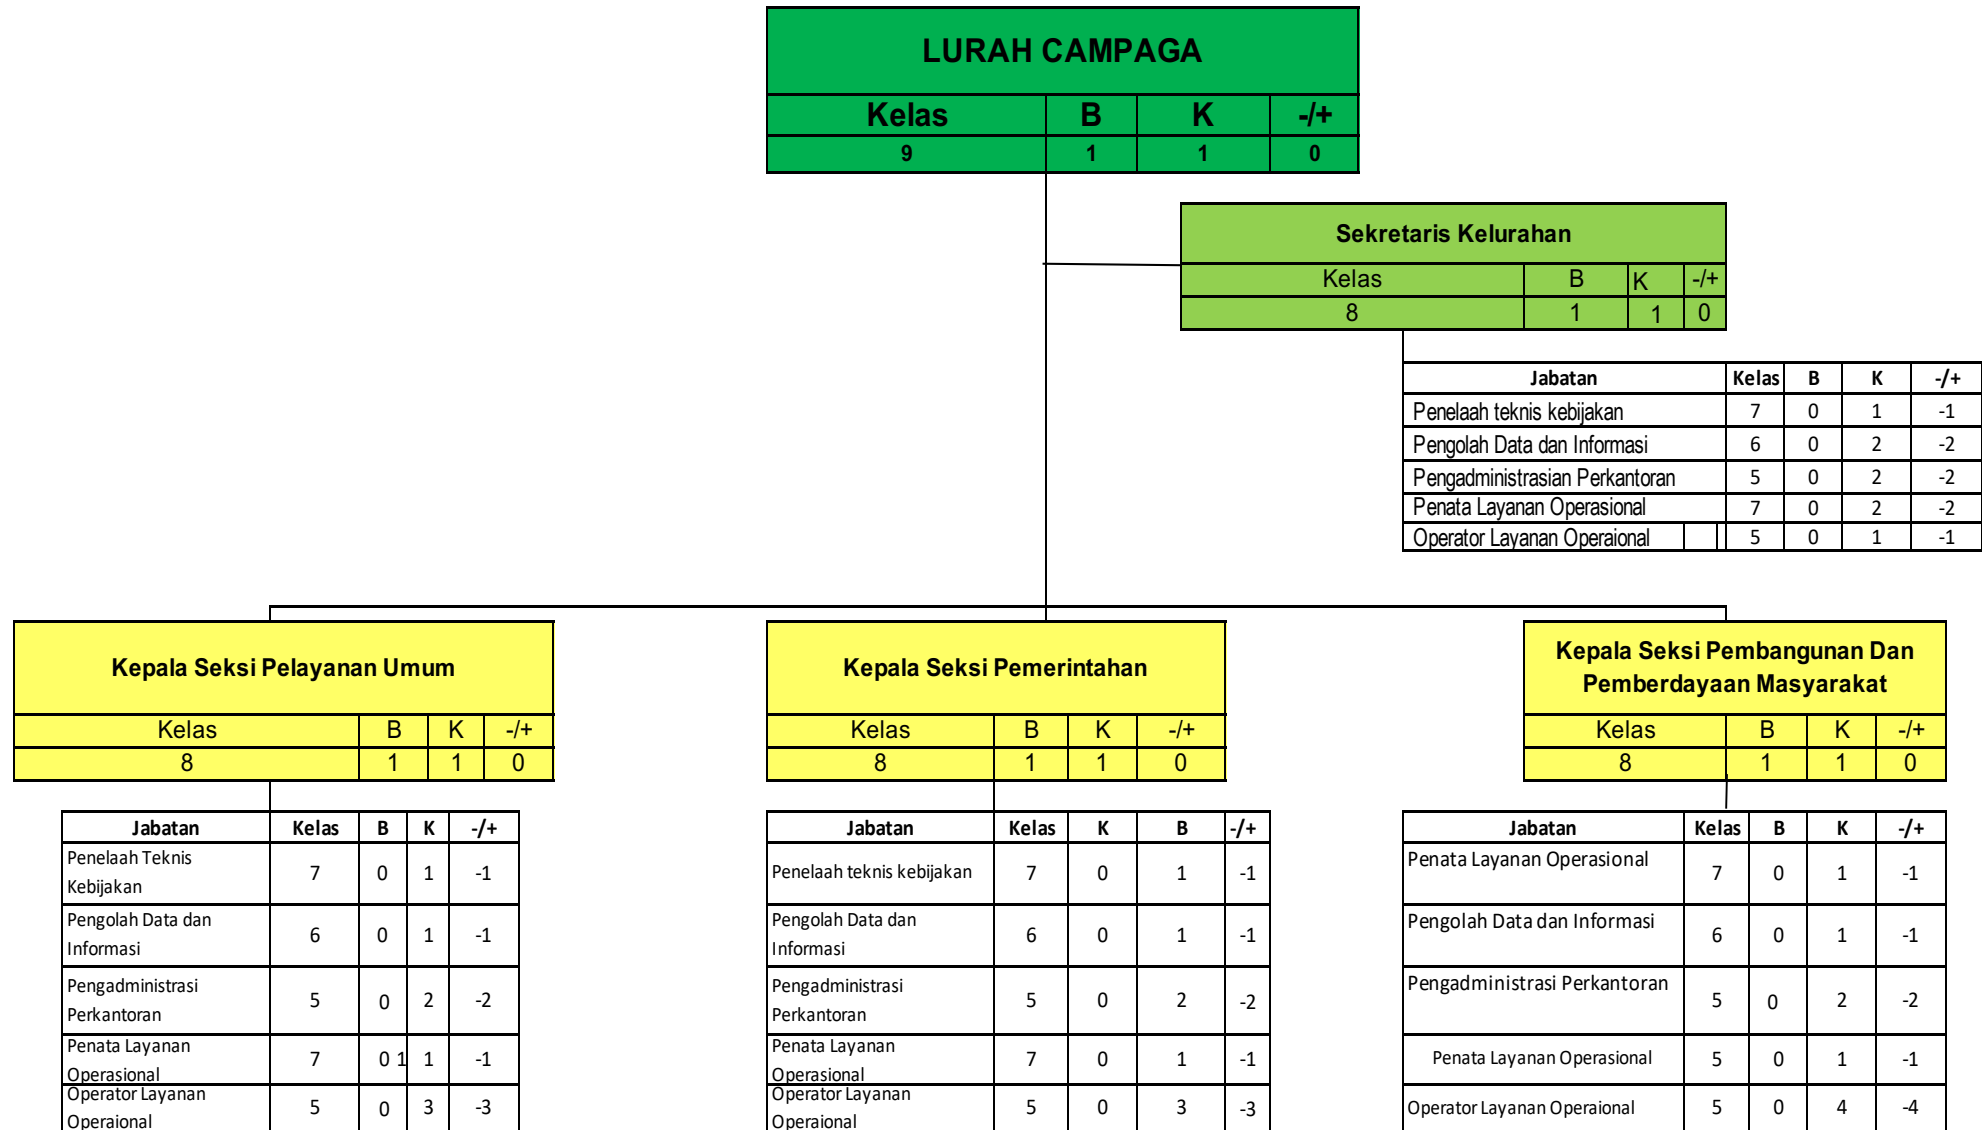 LURAH CAMPAGA
Kelas B K -/+
9 1 1 0
Sekretaris Kelurahan
Kelas B K -/+
8 1 1 0
Jabatan Kelas B K -/+
Penelaah teknis kebijakan 7 0 1 -1
Pengolah Data dan Informasi 6 0 2 -2
Pengadministrasian Perkantoran 5 0 2 -2
Penata Layanan Operasional 7 0 2 -2
Operator Layanan Operaional 5 0 1 -1
Kepala Seksi Pelayanan Umum
Kelas B K -/+
8 1 1 0
Jabatan Kelas B K -/+
Penelaah Teknis
Kebijakan 7 0 1 -1
Pengolah Data dan
Informasi 6 0 1 -1
Pengadministrasi
Perkantoran 5 0 2 -2
Penata Layanan
Operasional 7 0 1 1 -1
Operator Layanan
Operaional 5 0 3 -3
Kepala Seksi Pemerintahan
Kelas B K -/+
8 1 1 0
Jabatan Kelas K B -/+
Penelaah teknis kebijakan 7 0 1 -1
Pengolah Data dan
Informasi 6 0 1 -1
Pengadministrasi
Perkantoran 5 0 2 -2
Penata Layanan
Operasional 7 0 1 -1
Operator Layanan
Operaional 5 0 3 -3
Kepala Seksi Pembangunan Dan
Pemberdayaan Masyarakat
Kelas B K -/+
8 1 1 0
Jabatan Kelas B K -/+
Penata Layanan Operasional 7 0 1 -1
Pengolah Data dan Informasi 6 0 1 -1
Pengadministrasi Perkantoran 5 0 2 -2
Penata Layanan Operasional 5 0 1 -1
Operator Layanan Operaional 5 0 4 -4